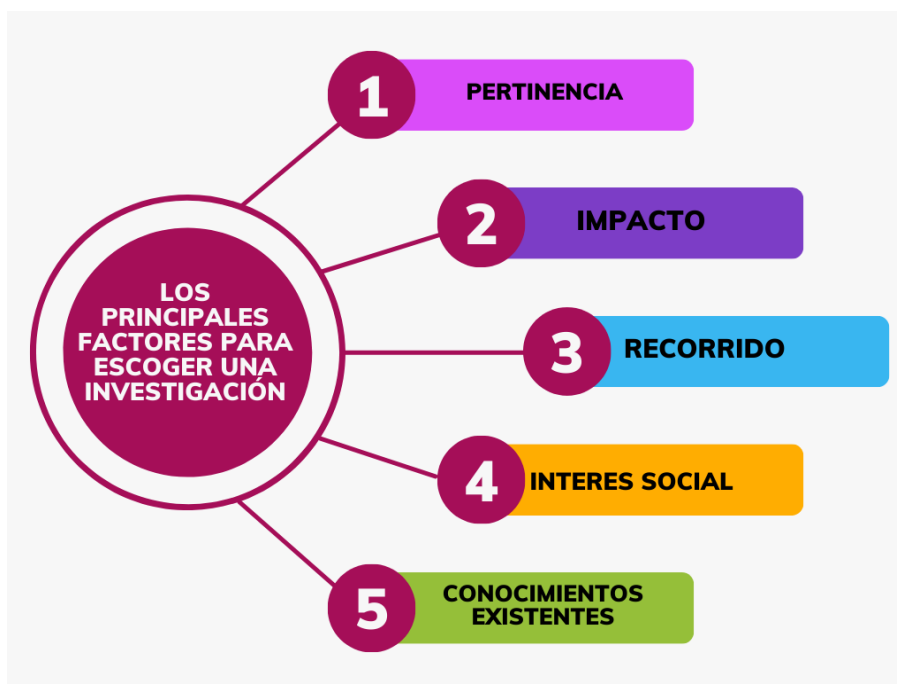 LOS
PRINCIPALES
FACTORES PARA
ESCOGER UNA
INVESTIGACIÓN
1
PERTINENCIA
2
IMPACTO
3
RECORRIDO
4
INTERES SOCIAL
5
CONOCIMIENTOS
EXISTENTES